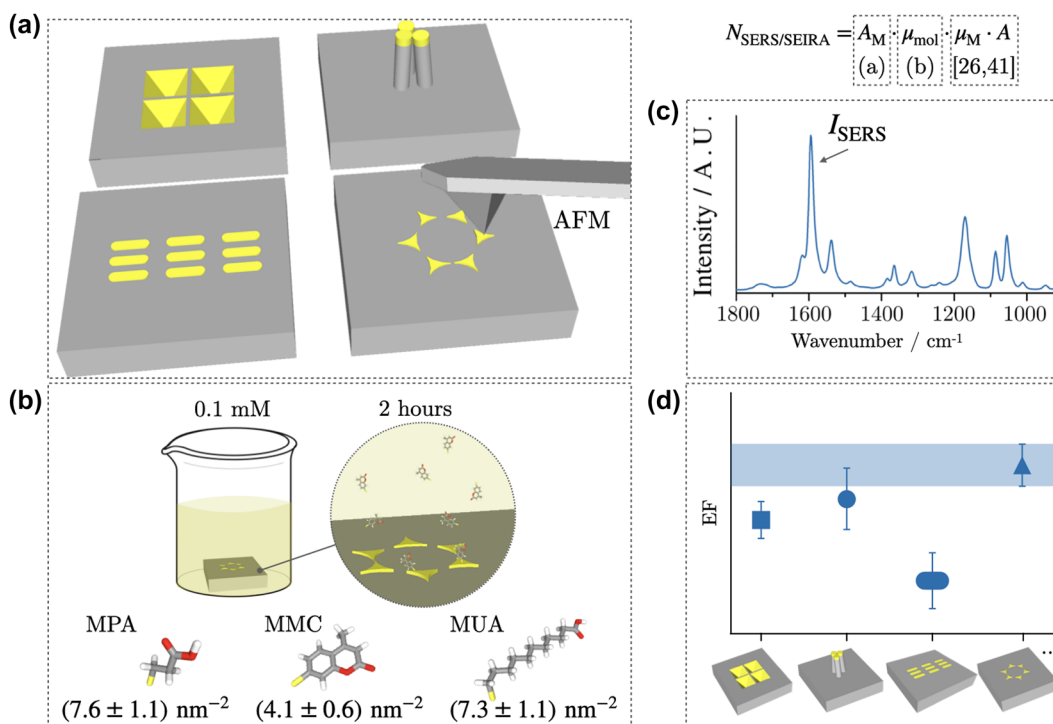 (a)
AFM
N_SERS/SEIRA = A_M · μ_mol · μ_M · A
(a) (b) [26,41]
(c)
I_SERS
Intensity / A.U.
1800 1600 1400 1200 1000
Wavenumber / cm⁻¹
(b)
0.1 mM 2 hours
MPA MMC MUA
(7.6 ± 1.1) nm⁻² (4.1 ± 0.6) nm⁻² (7.3 ± 1.1) nm⁻²
(d)
EF
...